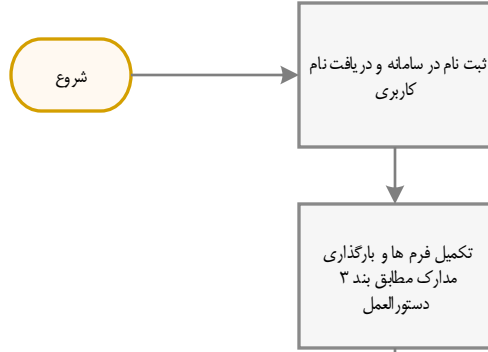 شروع
ثبت نام در سامانه و دریافت نام
کاربری
تکمیل فرم ها و بارگذاری
مدارک مطابق بند ۳
دستورالعمل